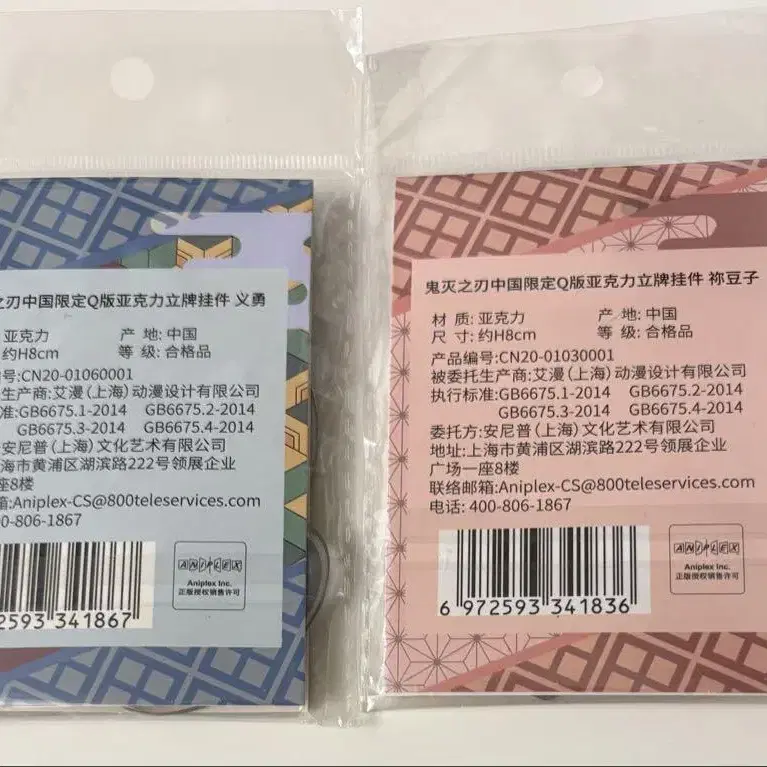 之刃中国限定Q版亚克力立牌挂件 义勇
亚克力 产 地: 中国
约H8cm 等 级: 合格品
号:CN20-01060001
生产商:艾漫(上海)动漫设计有限公司
准:GB6675.1-2014 GB6675.2-2014
GB6675.3-2014 GB6675.4-2014
安尼普(上海)文化艺术有限公司
海市黄浦区湖滨路222号领展企业
座8楼
箱:Aniplex-CS@800teleservices.com
0-806-1867
2593 341867
ANIPLEX
Aniplex Inc.
正版授权销售许可
鬼灭之刃中国限定Q版亚克力立牌挂件 祢豆子
材 质: 亚克力 产 地: 中国
尺 寸: 约H8cm 等 级: 合格品
产品编号:CN20-01030001
被委托生产商:艾漫(上海)动漫设计有限公司
执行标准:GB6675.1-2014 GB6675.2-2014
GB6675.3-2014 GB6675.4-2014
委托方:安尼普(上海)文化艺术有限公司
地址:上海市黄浦区湖滨路222号领展企业
广场一座8楼
联络邮箱:Aniplex-CS@800teleservices.com
电话: 400-806-1867
6 972593 341836
ANIPLEX
Aniplex Inc.
正版授权销售许可